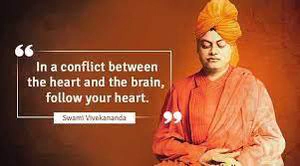 “
In a conflict between
the heart and the brain,
follow your heart.
Swami Vivekananda
”